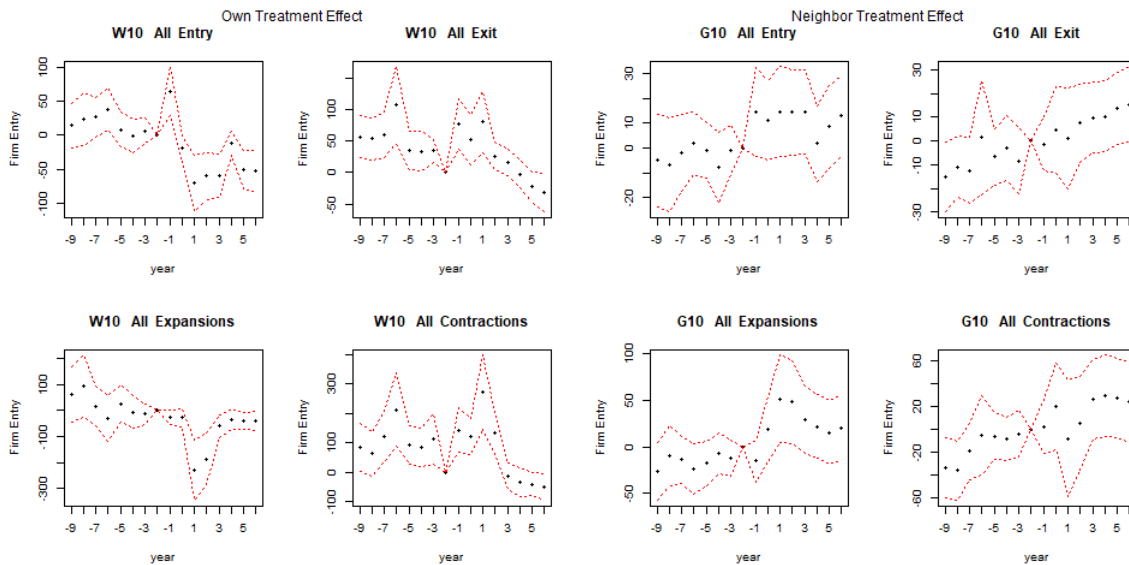 Own Treatment Effect
Neighbor Treatment Effect
W10 All Entry
Firm Entry
100
50
0
-50
-100
-9 -7 -5 -3 -1 1 3 5
year
W10 All Exit
Firm Entry
100
50
0
-50
-9 -7 -5 -3 -1 1 3 5
year
G10 All Entry
Firm Entry
30
10
0
-20
-9 -7 -5 -3 -1 1 3 5
year
G10 All Exit
Firm Entry
30
10
-10
-30
-9 -7 -5 -3 -1 1 3 5
year
W10 All Expansions
Firm Entry
100
-100
-300
-9 -7 -5 -3 -1 1 3 5
year
W10 All Contractions
Firm Entry
300
100
0
-100
-9 -7 -5 -3 -1 1 3 5
year
G10 All Expansions
Firm Entry
100
50
0
-50
-9 -7 -5 -3 -1 1 3 5
year
G10 All Contractions
Firm Entry
60
20
-20
-60
-9 -7 -5 -3 -1 1 3 5
year